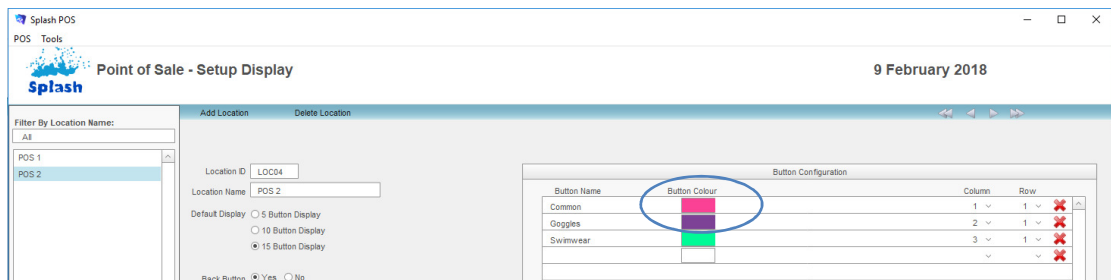 Splash POS
POS Tools
Splash
Point of Sale - Setup Display
9 February 2018
Add Location Delete Location
Filter By Location Name:
All
POS 1
POS 2
Location ID LOC04
Location Name POS 2
Default Display 5 Button Display
10 Button Display
15 Button Display
Back Button Yes No
Button Configuration
Button Name Button Colour Column Row
Common 1 1
Goggles 2 1
Swimwear 3 1